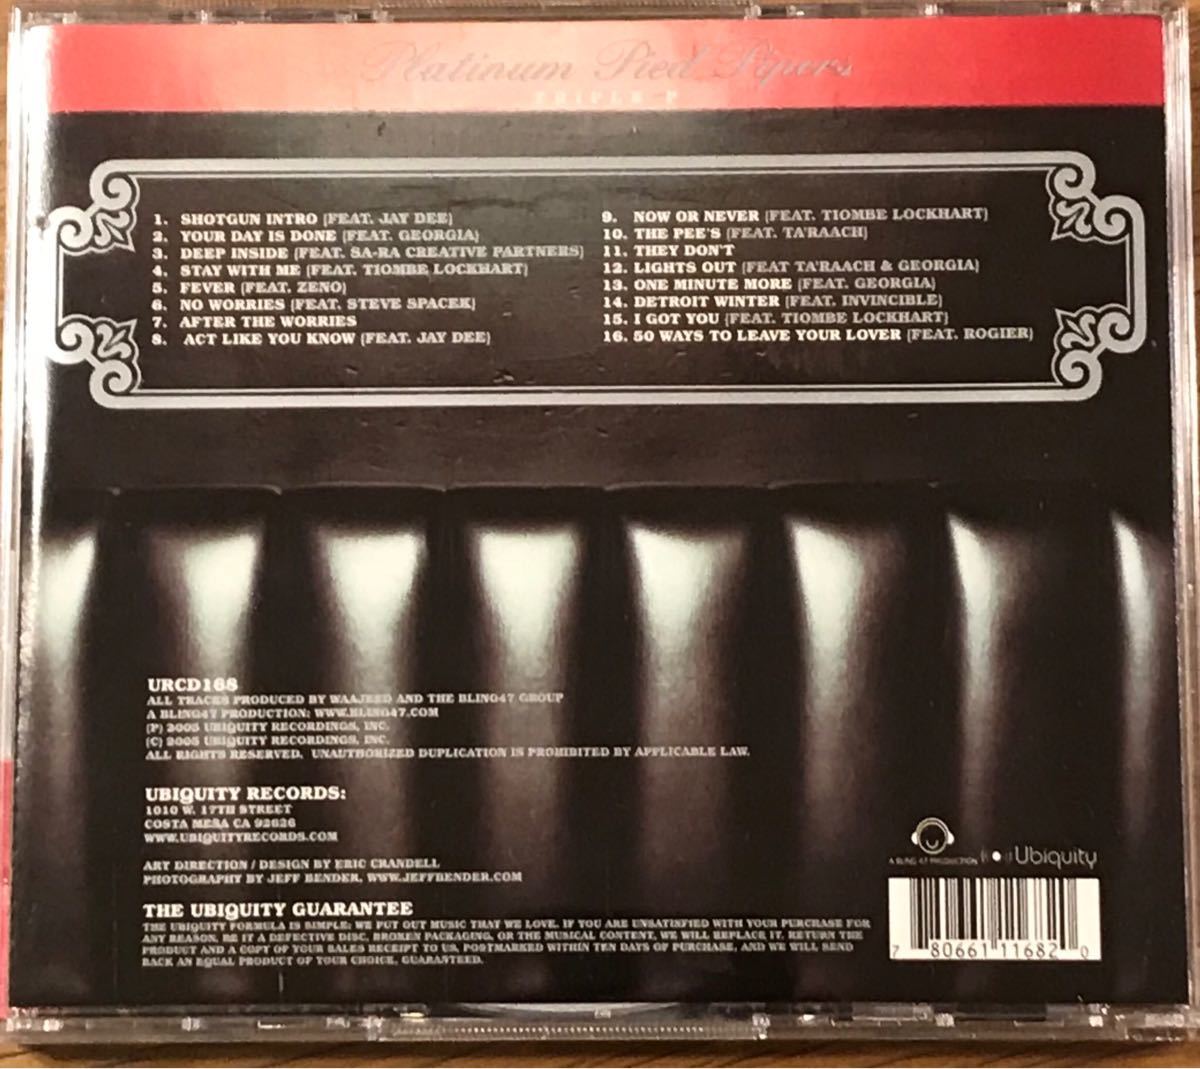 Platinum Pied Pipers
TRIPLE P
1. SHOTGUN INTRO (FEAT. JAY DEE)
2. YOUR DAY IS DONE (FEAT. GEORGIA)
3. DEEP INSIDE (FEAT. SA-RA CREATIVE PARTNERS)
4. STAY WITH ME (FEAT. TIOMBE LOCKHART)
5. FEVER (FEAT. ZENO)
6. NO WORRIES (FEAT. STEVE SPACEK)
7. AFTER THE WORRIES
8. ACT LIKE YOU KNOW (FEAT. JAY DEE)
9. NOW OR NEVER (FEAT. TIOMBE LOCKHART)
10. THE PEE'S (FEAT. TA'RAACH)
11. THEY DON'T
12. LIGHTS OUT (FEAT TA'RAACH & GEORGIA)
13. ONE MINUTE MORE (FEAT. GEORGIA)
14. DETROIT WINTER (FEAT. INVINCIBLE)
15. I GOT YOU (FEAT. TIOMBE LOCKHART)
16. 50 WAYS TO LEAVE YOUR LOVER (FEAT. ROGIER)
URCD168
ALL TRACKS PRODUCED BY WAAJEED AND THE BLING47 GROUP
A BLING47 PRODUCTION: WWW.BLING47.COM
(P) 2005 UBIQUITY RECORDINGS, INC.
(C) 2005 UBIQUITY RECORDINGS, INC.
ALL RIGHTS RESERVED. UNAUTHORIZED DUPLICATION IS PROHIBITED BY APPLICABLE LAW.
UBIQUITY RECORDS:
1010 W. 17TH STREET
COSTA MESA CA 92626
WWW.UBIQUITYRECORDS.COM
ART DIRECTION / DESIGN BY ERIC CRANDELL
PHOTOGRAPHY BY JEFF BENDER, WWW.JEFFBENDER.COM
THE UBIQUITY GUARANTEE
THE UBIQUITY FORMULA IS SIMPLE: WE PUT OUT MUSIC THAT WE LOVE. IF YOU ARE UNSATISFIED WITH YOUR PURCHASE FOR
ANY REASON, BE IT A DEFECTIVE DISC, BROKEN PACKAGING, OR THE MUSICAL CONTENT, WE WILL REPLACE IT. RETURN THE
PRODUCT AND A COPY OF YOUR SALES RECEIPT TO US, POSTMARKED WITHIN TEN DAYS OF PURCHASE, AND WE WILL SEND
BACK AN EQUAL PRODUCT OF YOUR CHOICE, GUARANTEED.
A BLING 47 PRODUCTION
Ubiquity
7 80661 11682 0